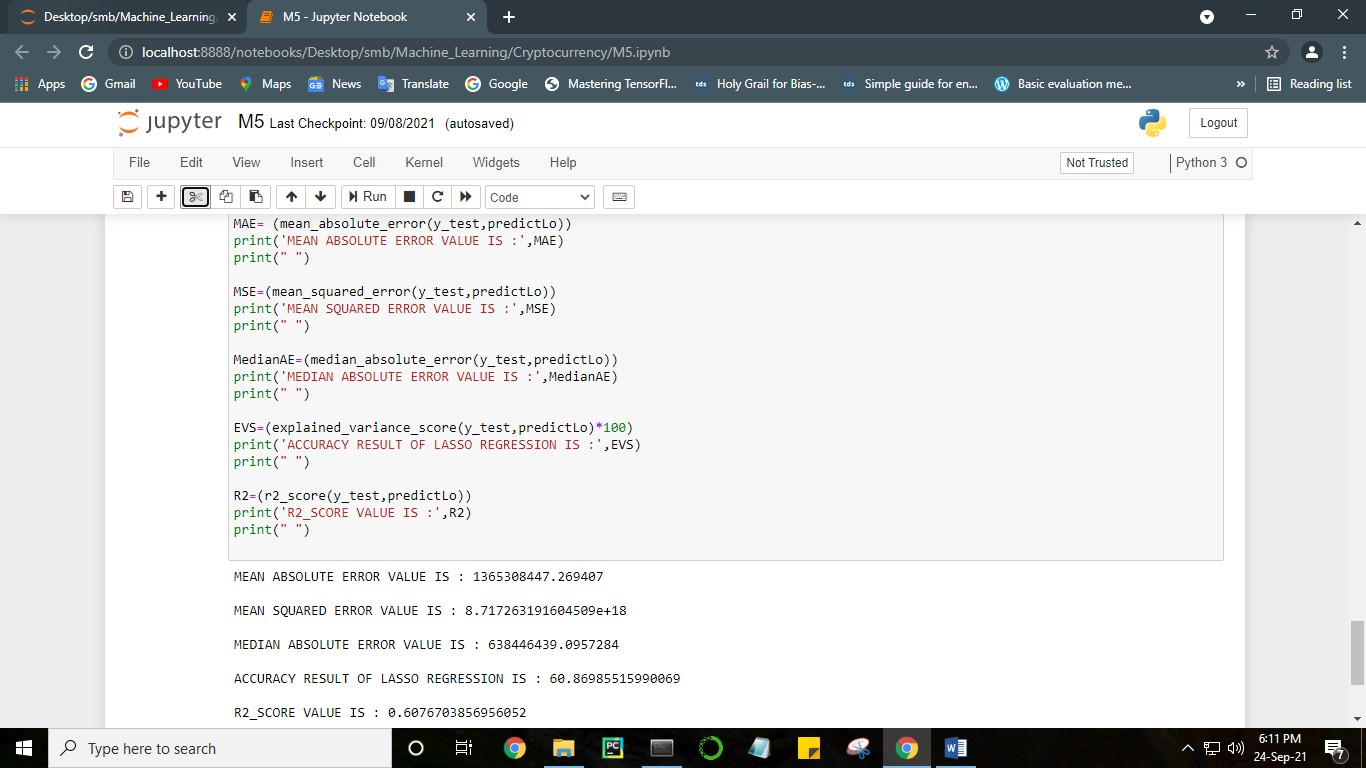 Desktop/smb/Machine_Learning
M5 - Jupyter Notebook
localhost:8888/notebooks/Desktop/smb/Machine_Learning/Cryptocurrency/M5.ipynb
Apps Gmail YouTube Maps News Translate Google Mastering TensorFl... Holy Grail for Bias-... Simple guide for en... Basic evaluation me... » Reading list
jupyter M5 Last Checkpoint: 09/08/2021 (autosaved) Logout
File Edit View Insert Cell Kernel Widgets Help Not Trusted Python 3
Run Code
MAE= (mean_absolute_error(y_test,predictLo))
print('MEAN ABSOLUTE ERROR VALUE IS :',MAE)
print(" ")
MSE=(mean_squared_error(y_test,predictLo))
print('MEAN SQUARED ERROR VALUE IS :',MSE)
print(" ")
MedianAE=(median_absolute_error(y_test,predictLo))
print('MEDIAN ABSOLUTE ERROR VALUE IS :',MedianAE)
print(" ")
EVS=(explained_variance_score(y_test,predictLo)*100)
print('ACCURACY RESULT OF LASSO REGRESSION IS :',EVS)
print(" ")
R2=(r2_score(y_test,predictLo))
print('R2_SCORE VALUE IS :',R2)
print(" ")
MEAN ABSOLUTE ERROR VALUE IS : 1365308447.269407
MEAN SQUARED ERROR VALUE IS : 8.717263191604509e+18
MEDIAN ABSOLUTE ERROR VALUE IS : 638446439.0957284
ACCURACY RESULT OF LASSO REGRESSION IS : 60.86985515990069
R2_SCORE VALUE IS : 0.6076703856956052
Type here to search
6:11 PM
24-Sep-21
7